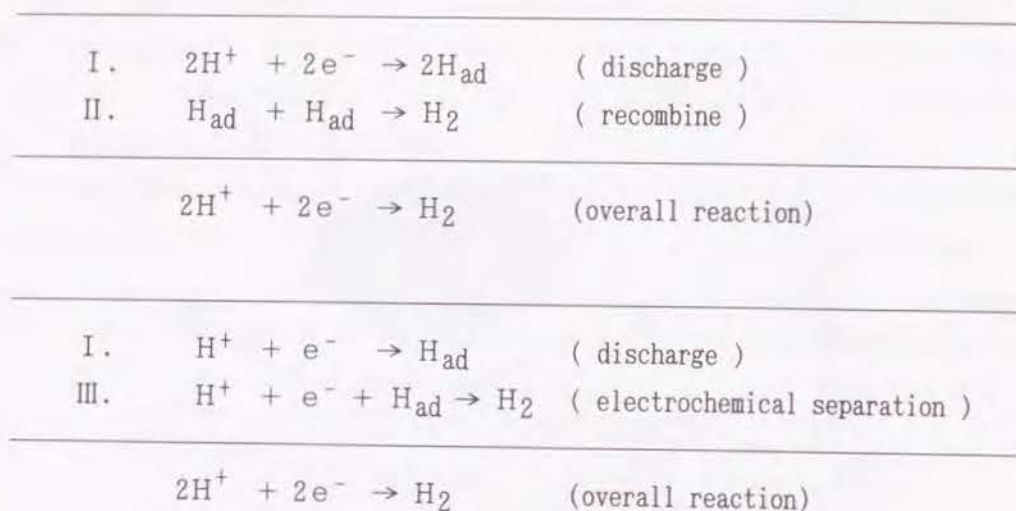 I. 2H⁺ + 2e⁻ → 2H_ad ( discharge )
II. H_ad + H_ad → H₂ ( recombine )
2H⁺ + 2e⁻ → H₂ (overall reaction)
I. H⁺ + e⁻ → H_ad ( discharge )
III. H⁺ + e⁻ + H_ad → H₂ ( electrochemical separation )
2H⁺ + 2e⁻ → H₂ (overall reaction)